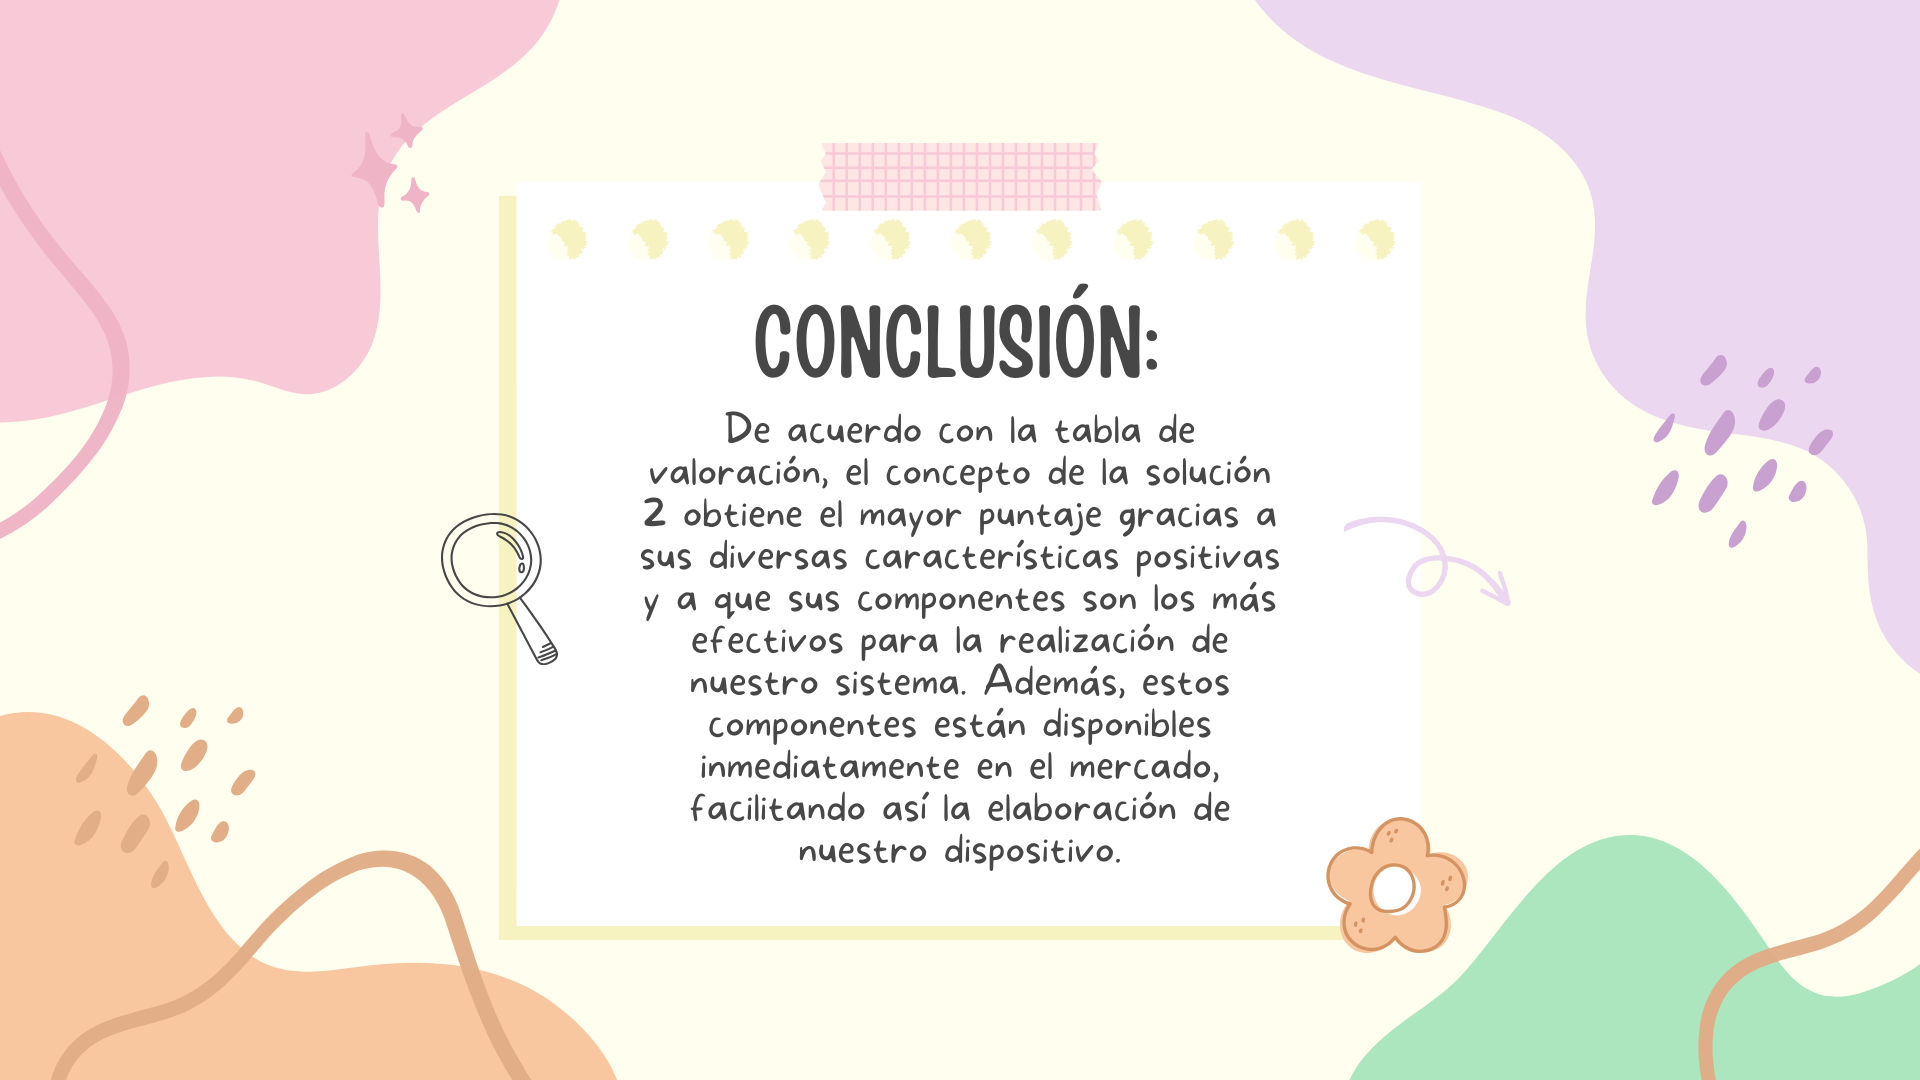 CONCLUSIÓN:
De acuerdo con la tabla de
valoración, el concepto de la solución
2 obtiene el mayor puntaje gracias a
sus diversas características positivas
y a que sus componentes son los más
efectivos para la realización de
nuestro sistema. Además, estos
componentes están disponibles
inmediatamente en el mercado,
facilitando así la elaboración de
nuestro dispositivo.